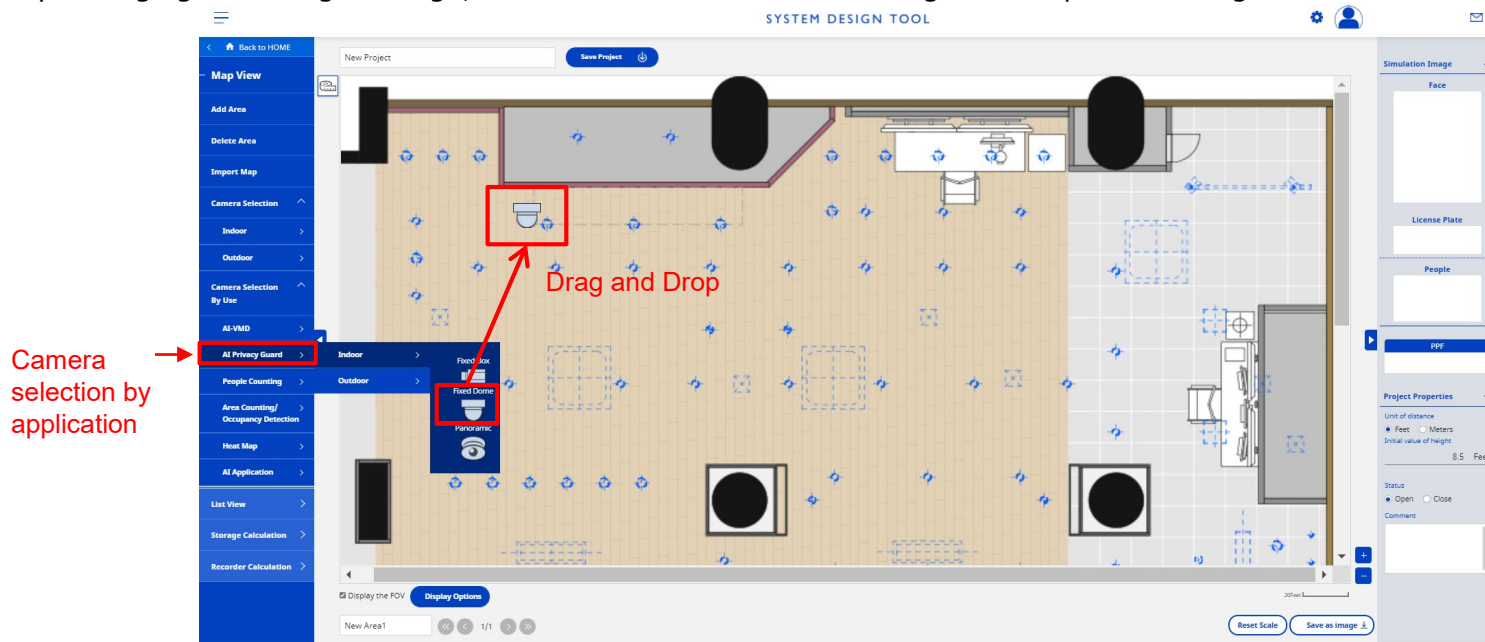 SYSTEM DESIGN TOOL
Back to HOME
Map View
Add Area
Delete Area
Import Map
Camera Selection
Indoor
Outdoor
Camera Selection
By Use
AI-VMD
AI Privacy Guard
People Counting
Area Counting/
Occupancy Detection
Heat Map
AI Application
List View
Storage Calculation
Recorder Calculation
Camera
selection by
application
Indoor
Outdoor
Fixed Box
Fixed Dome
Panoramic
New Project
Save Project
Drag and Drop
Display the FOV
Display Options
20Feet
New Area1
1/1
Reset Scale
Save as image
Simulation Image
Face
License Plate
People
PPF
Project Properties
Unit of distance
Feet
Meters
Initial value of height
8.5
Status
Open
Close
Comment